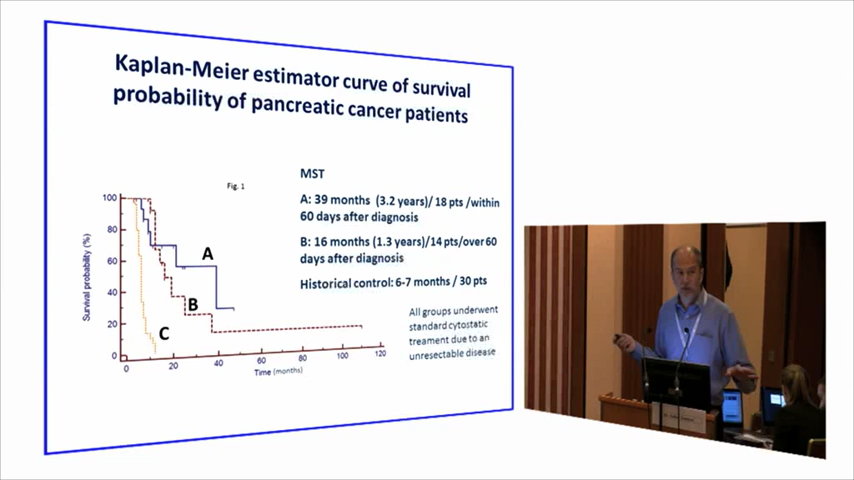 Kaplan-Meier estimator curve of survival
probability of pancreatic cancer patients
Fig. 1
MST
A: 39 months (3.2 years)/ 18 pts /within
60 days after diagnosis
B: 16 months (1.3 years)/14 pts/over 60
days after diagnosis
Historical control: 6-7 months / 30 pts
All groups underwent
standard cytostatic
treament due to an
unresectable disease
Survival probability (%)
100
80
60
40
20
0
A
B
C
0 20 40 60 80 100 120
Time (months)